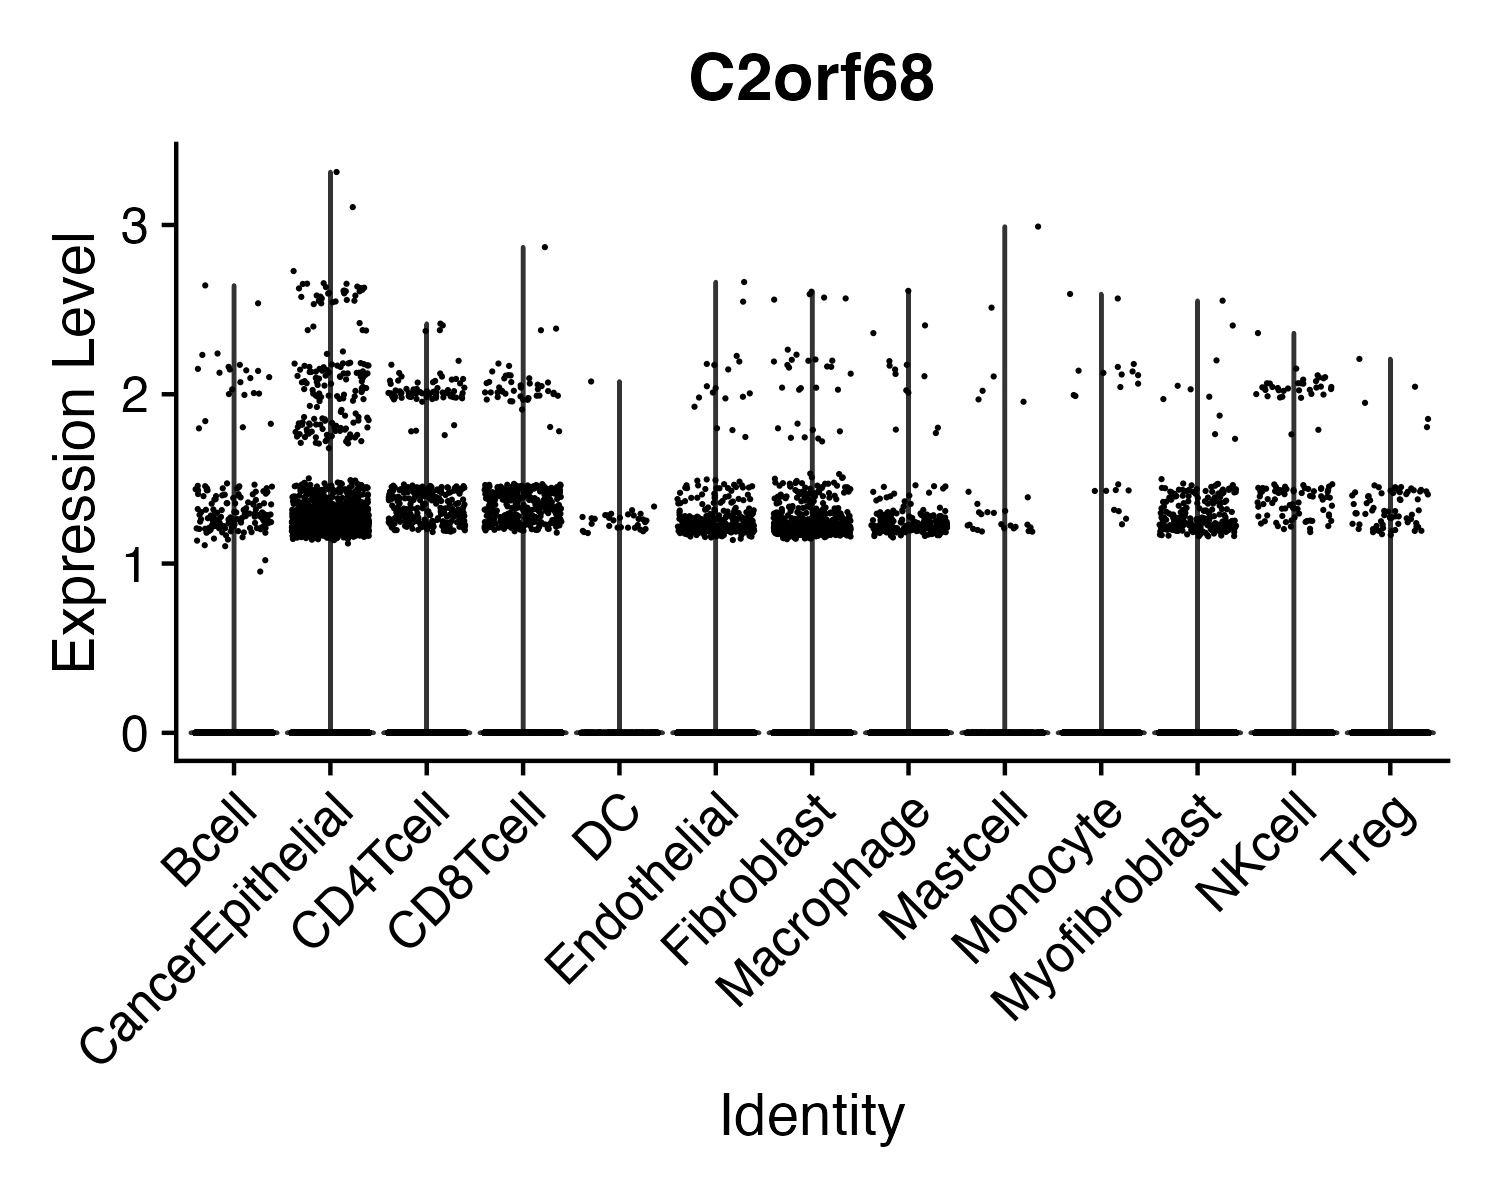 C2orf68
Expression Level
3
2
1
0
Bcell
CancerEpithelial
CD4Tcell
CD8Tcell
DC
Endothelial
Fibroblast
Macrophage
Mastcell
Monocyte
Myofibroblast
NKcell
Treg
Identity